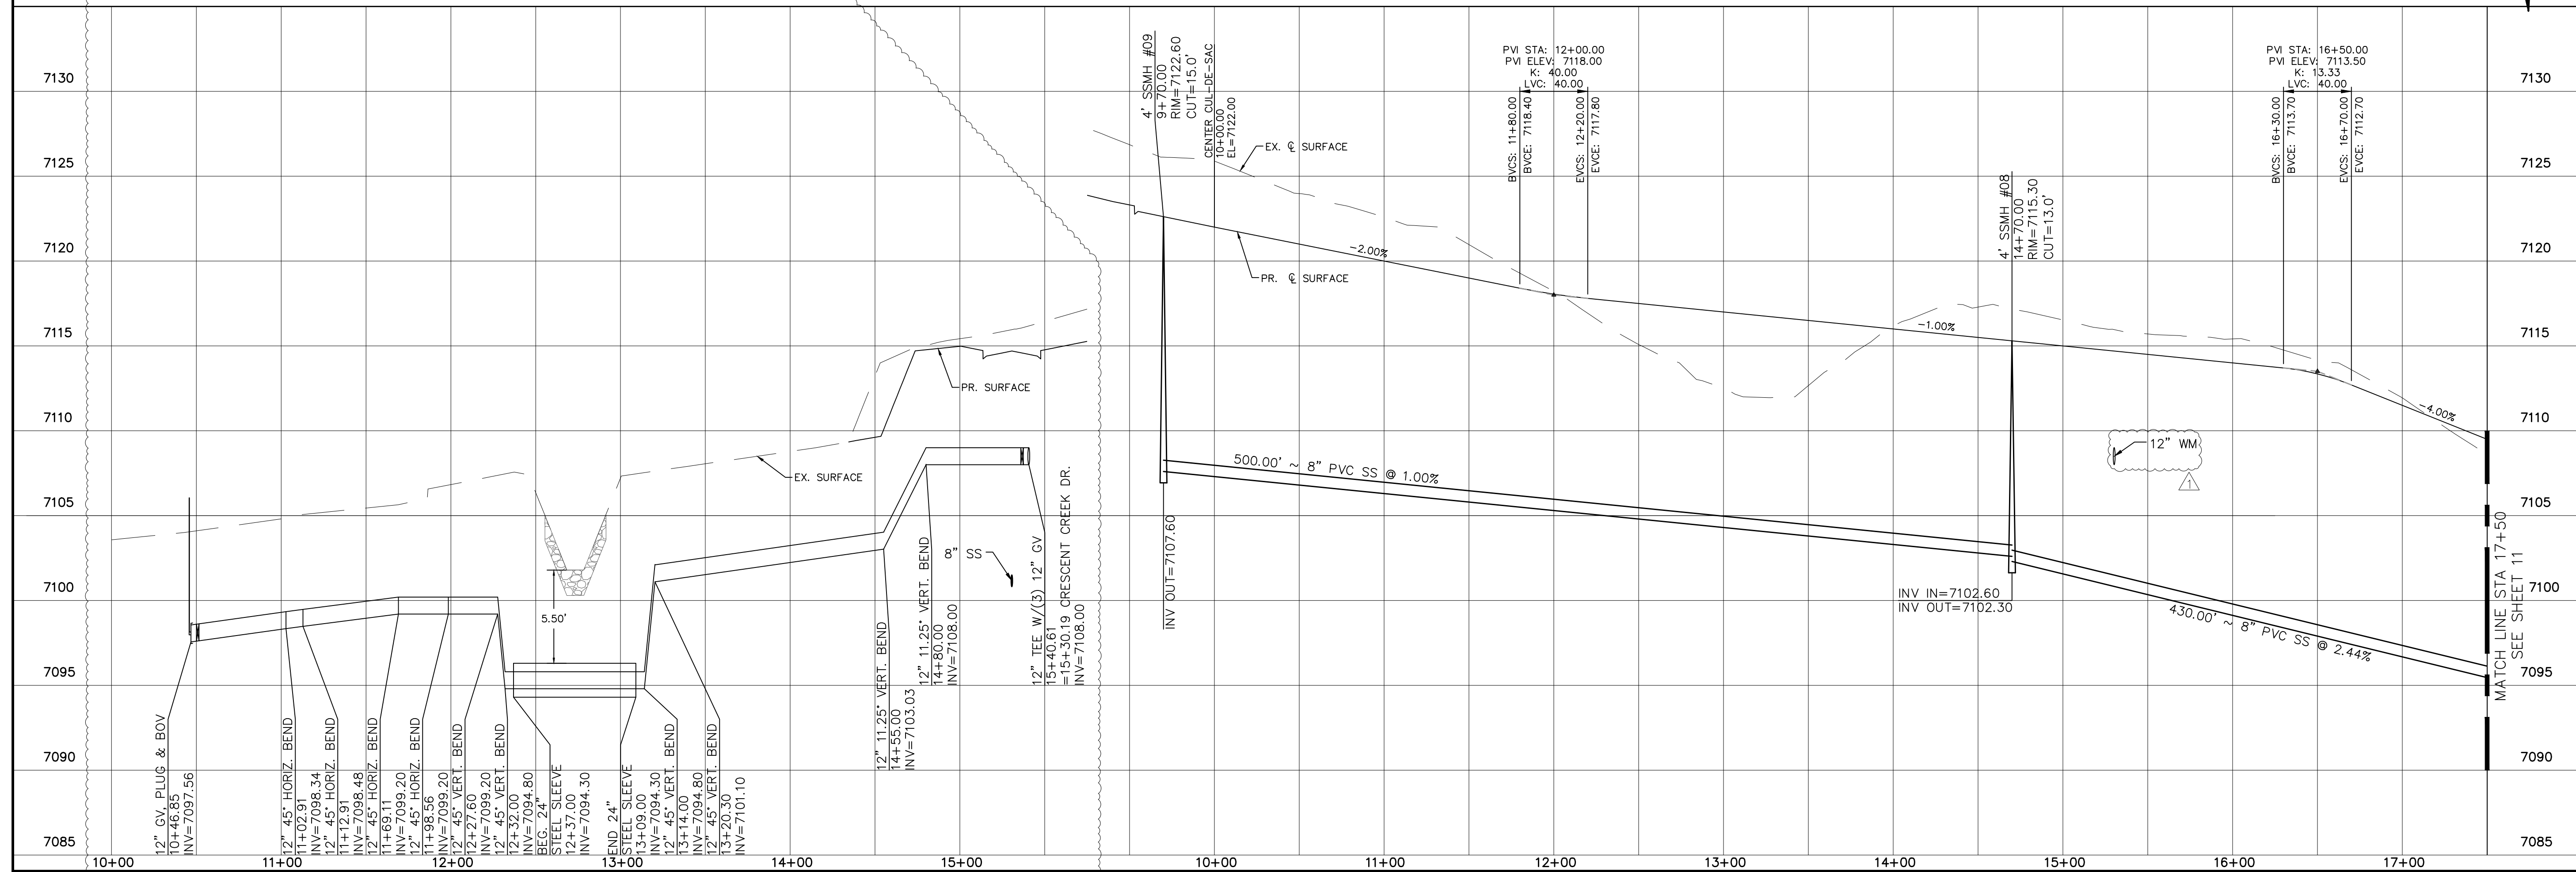 7130
7125
7120
7115
7110
7105
7100
7095
7090
7085
10+00
11+00
12+00
13+00
14+00
15+00
12" GV, PLUG & BOV
10+46.85
INV=7097.56
12" 45° HORIZ. BEND
11+02.91
INV=7098.34
12" 45° HORIZ. BEND
11+12.91
INV=7098.48
12" 45° HORIZ. BEND
11+69.11
INV=7099.20
12" 45° HORIZ. BEND
11+98.56
INV=7099.20
12" 45° VERT. BEND
12+27.60
INV=7099.20
12" 45° VERT. BEND
12+32.00
INV=7094.80
BEG. 24"
STEEL SLEEVE
12+37.00
INV=7094.30
END 24"
STEEL SLEEVE
13+09.00
INV=7094.30
12" 45° VERT. BEND
13+14.00
INV=7094.80
12" 45° VERT. BEND
13+20.30
INV=7101.10
5.50'
EX. SURFACE
PR. SURFACE
12" 11.25° VERT. BEND
14+55.00
INV=7103.03
12" 11.25° VERT. BEND
14+80.00
INV=7108.00
8" SS
12" TEE W/(3) 12" GV
15+40.61
=15+30.19 CRESCENT CREEK DR.
INV=7108.00
4' SSMH #09
9+70.00
RIM=7122.60
CUT=15.0'
CENTER CUL-DE-SAC
10+00.00
EL=7122.00
EX. ℄ SURFACE
PR. ℄ SURFACE
-2.00%
PVI STA: 12+00.00
PVI ELEV: 7118.00
K: 40.00
LVC: 40.00
BVCS: 11+80.00
BVCE: 7118.40
EVCS: 12+20.00
EVCE: 7117.80
-1.00%
4' SSMH #08
14+70.00
RIM=7115.30
CUT=13.0'
PVI STA: 16+50.00
PVI ELEV: 7113.50
K: 13.33
LVC: 40.00
BVCS: 16+30.00
BVCE: 7113.70
EVCS: 16+70.00
EVCE: 7112.70
-4.00%
12" WM
1
500.00' ~ 8" PVC SS @ 1.00%
INV OUT=7107.60
INV IN=7102.60
INV OUT=7102.30
430.00' ~ 8" PVC SS @ 2.44%
MATCH LINE STA 17+50
SEE SHEET 11
10+00
11+00
12+00
13+00
14+00
15+00
16+00
17+00
7130
7125
7120
7115
7110
7105
7100
7095
7090
7085